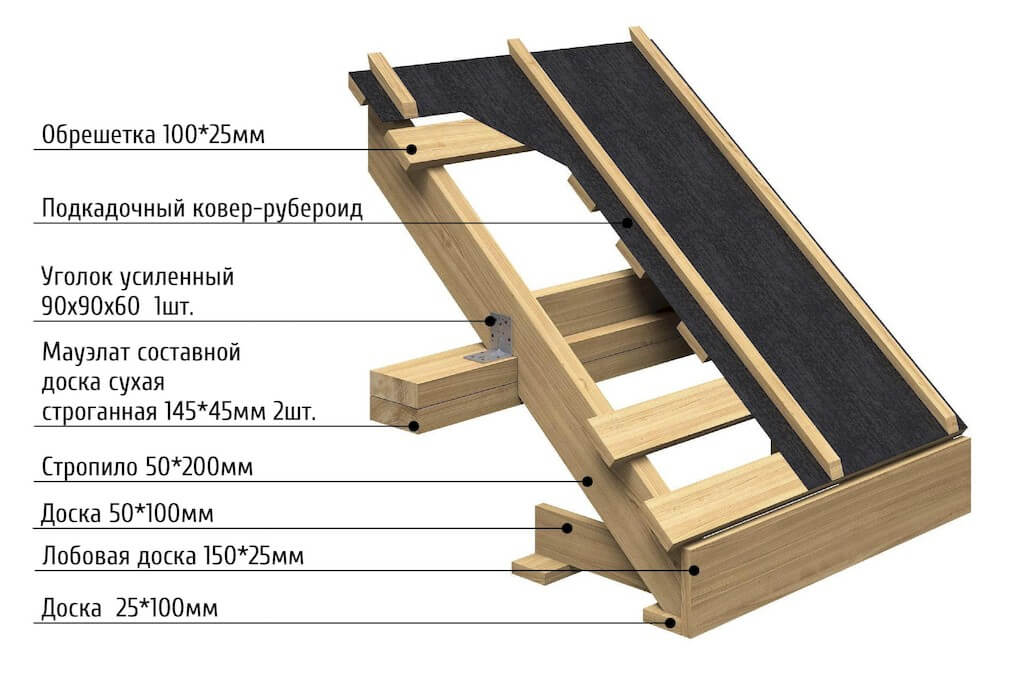 Обрешетка 100*25мм
Подкадочный ковер-рубероид
Уголок усиленный
90х90х60 1шт.
Мауэлат составной
доска сухая
строганная 145*45мм 2шт.
Стропило 50*200мм
Доска 50*100мм
Лобовая доска 150*25мм
Доска 25*100мм